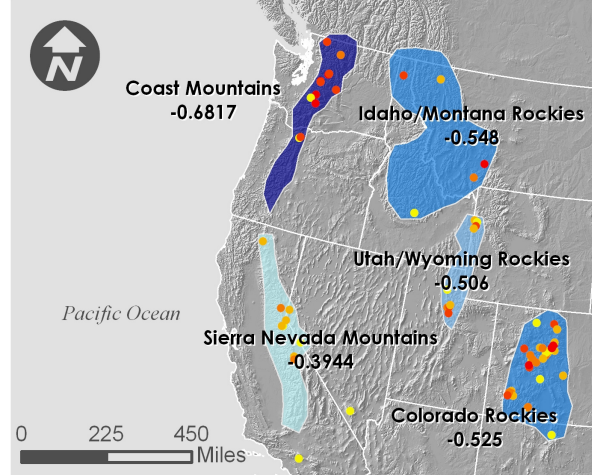 N
Coast Mountains
-0.6817
Idaho/Montana Rockies
-0.548
Utah/Wyoming Rockies
-0.506
Pacific Ocean
Sierra Nevada Mountains
-0.3944
Colorado Rockies
-0.525
0 225 450
Miles